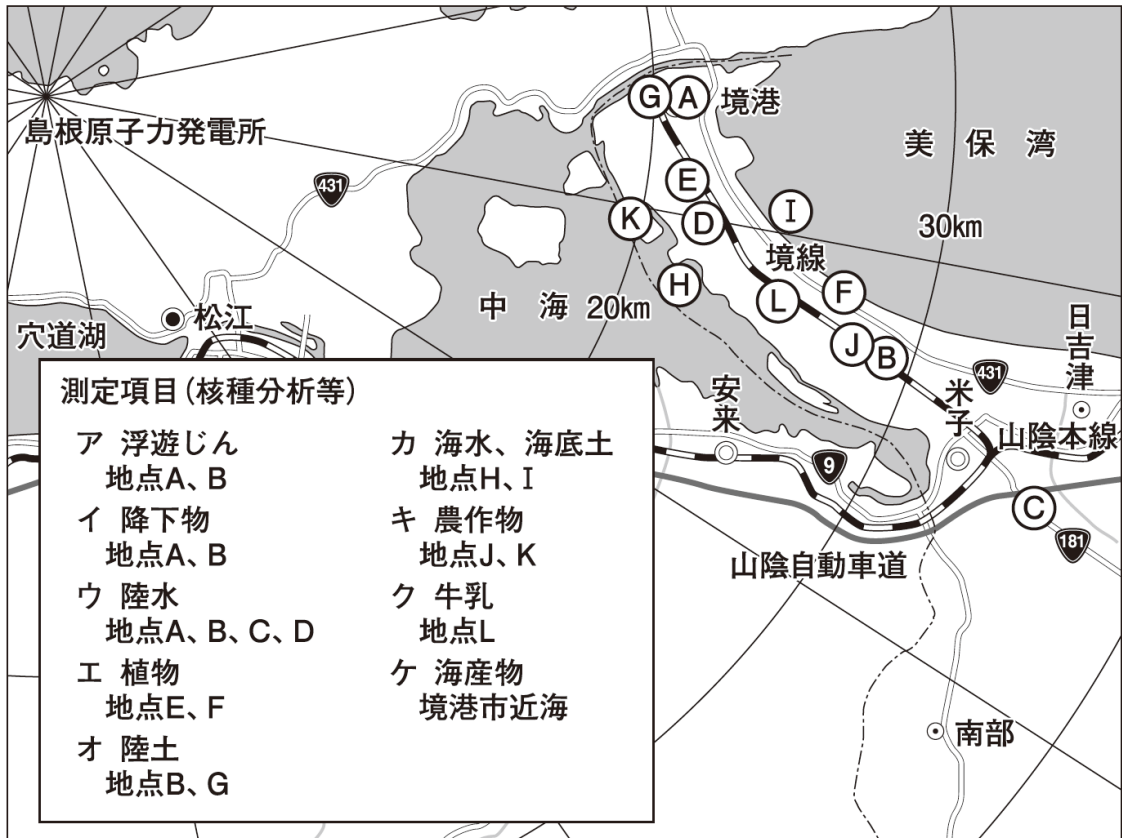 G
A
境港
島根原子力発電所
美保湾
431
E
K
D
I
30km
境線
H
F
中海
20km
L
松江
穴道湖
日吉津
J
B
431
安来
米子
山陰本線
9
C
181
山陰自動車道
南部
測定項目(核種分析等)
ア 浮遊じん
地点A、B
イ 降下物
地点A、B
ウ 陸水
地点A、B、C、D
エ 植物
地点E、F
オ 陸土
地点B、G
カ 海水、海底土
地点H、I
キ 農作物
地点J、K
ク 牛乳
地点L
ケ 海産物
境港市近海